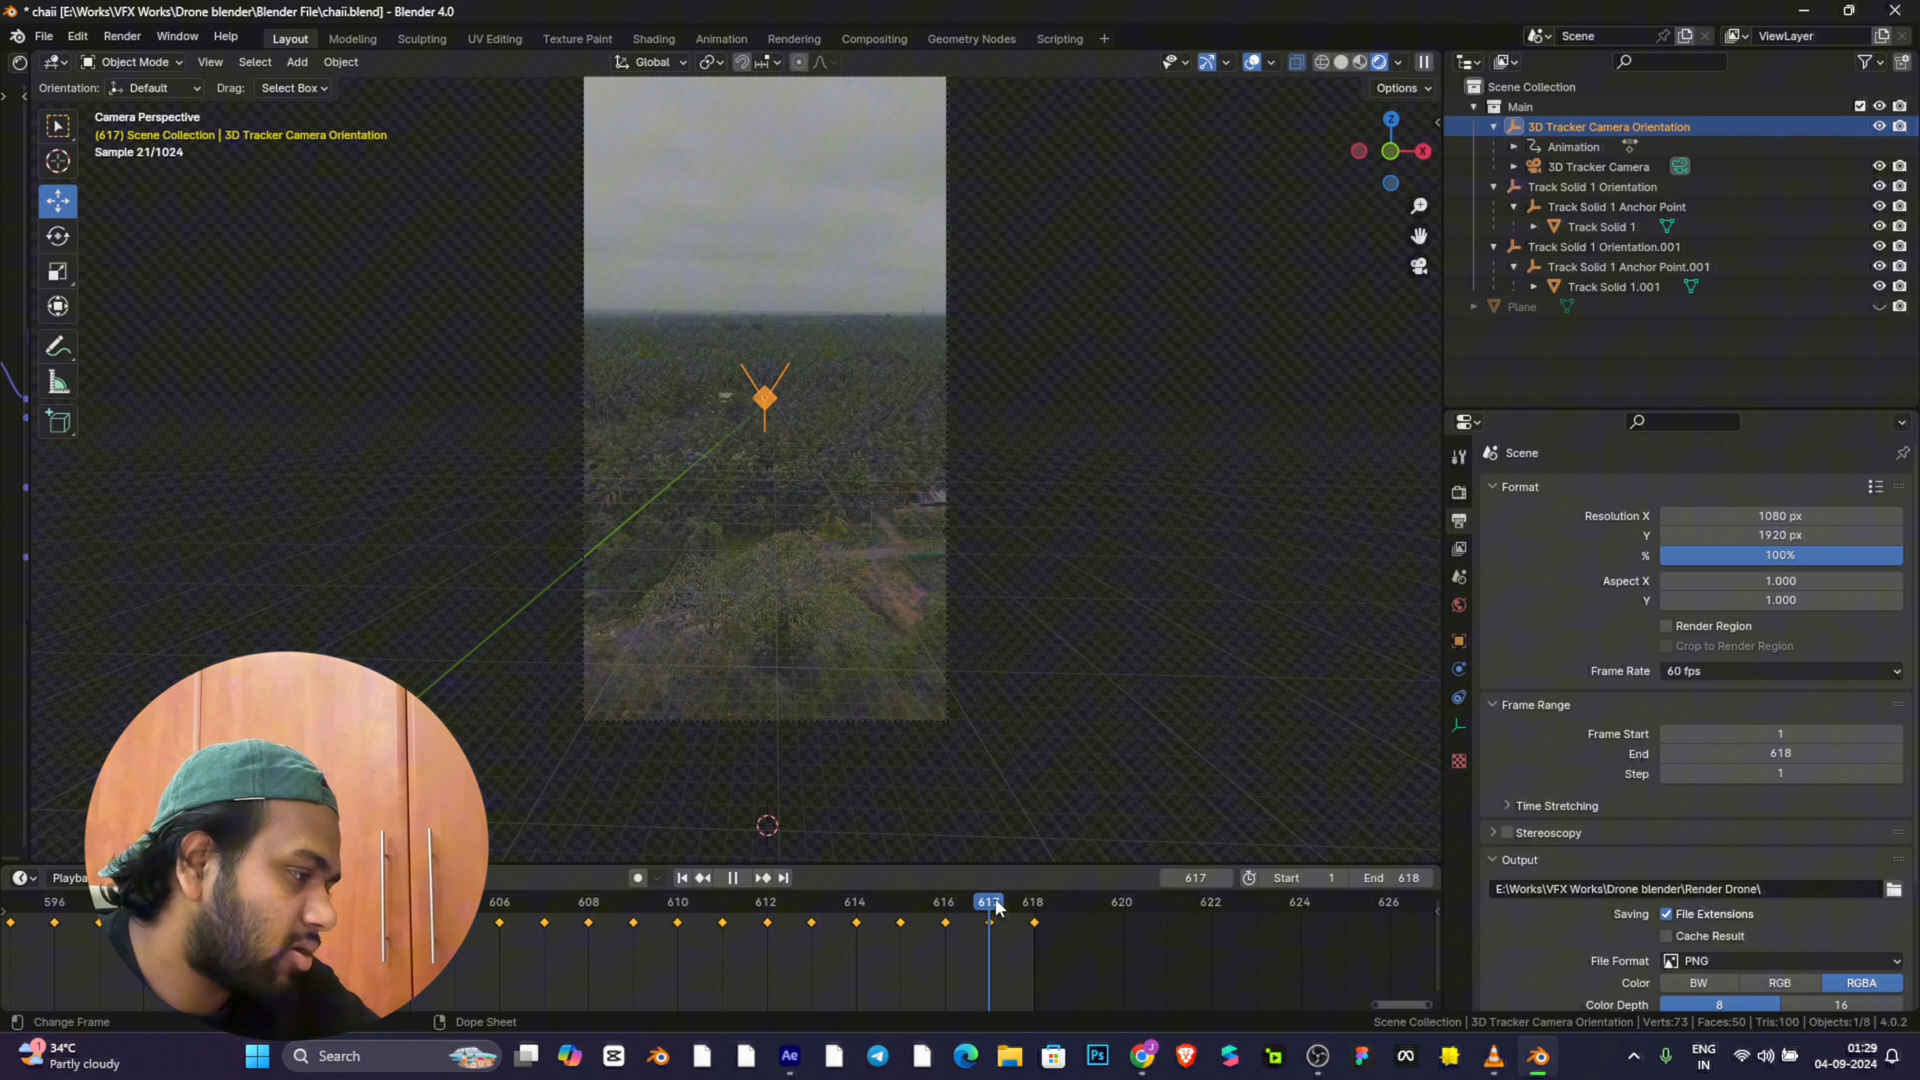 * chaii [E:\Works\VFX Works\Drone blender\Blender File\chaii.blend] - Blender 4.0
File Edit Render Window Help
Layout Modeling Sculpting UV Editing Texture Paint Shading Animation Rendering Compositing Geometry Nodes Scripting +
Scene ViewLayer
Object Mode View Select Add Object
Global
Orientation: Default Drag: Select Box
Options
Camera Perspective
(617) Scene Collection | 3D Tracker Camera Orientation
Sample 21/1024
Z
X
Scene Collection
Main
3D Tracker Camera Orientation
Animation
3D Tracker Camera
Track Solid 1 Orientation
Track Solid 1 Anchor Point
Track Solid 1
Track Solid 1 Orientation.001
Track Solid 1 Anchor Point.001
Track Solid 1.001
Plane
Scene
Format
Resolution X 1080 px
Y 1920 px
% 100%
Aspect X 1.000
Y 1.000
Render Region
Crop to Render Region
Frame Rate 60 fps
Frame Range
Frame Start 1
End 618
Step 1
Time Stretching
Stereoscopy
Output
E:\Works\VFX Works\Drone blender\Render Drone\
Saving File Extensions
Cache Result
File Format PNG
Color BW RGB RGBA
Color Depth 8 16
Playba
617 Start 1 End 618
596 606 608 610 612 614 616 617 618 620 622 624 626
Change Frame Dope Sheet
Scene Collection | 3D Tracker Camera Orientation | Verts:73 | Faces:50 | Tris:100 | Objects:1/8 | 4.0.2
1
34°C
Partly cloudy
Search
Ae
Ps
ENG
IN
01:29
04-09-2024